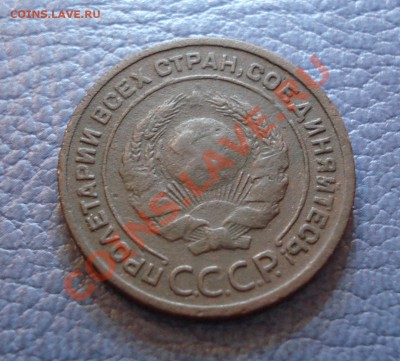 COINS.LAVE.RU
ПРОЛЕТАРИИ ВСЕХ СТРАН, СОЕДИНЯЙТЕСЬ!
С.С.С.Р.
COINS.LAVE.RU